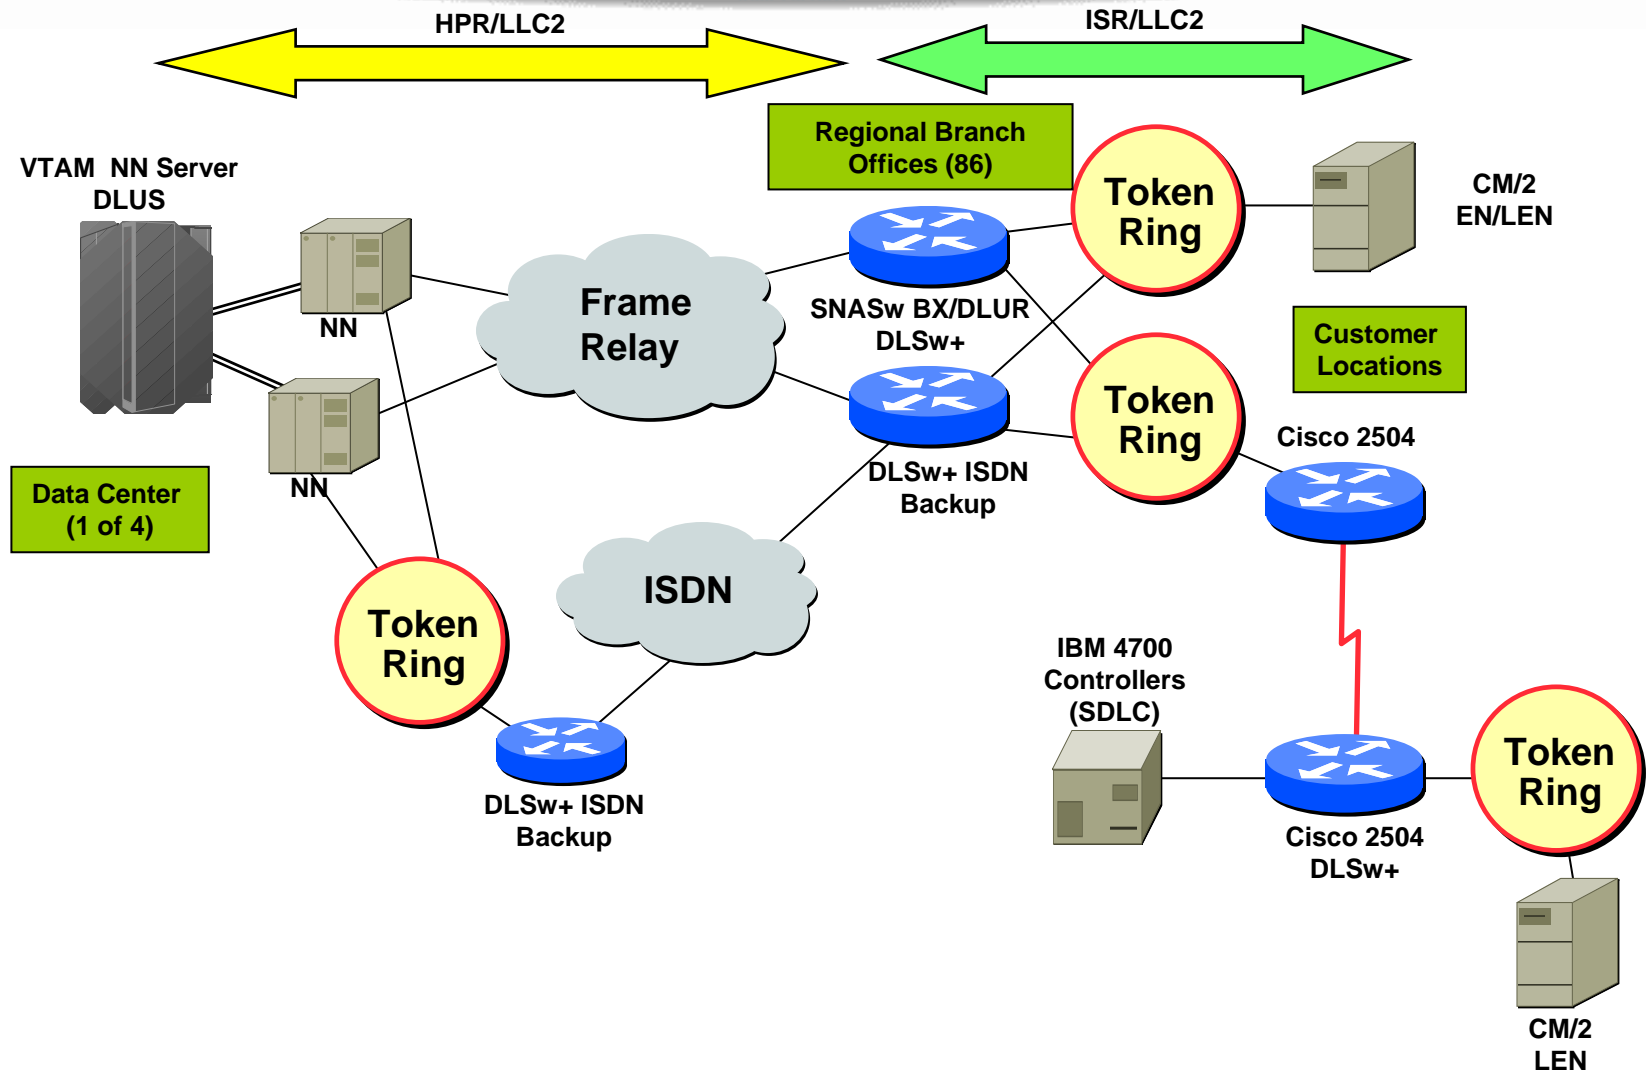 HPR/LLC2
ISR/LLC2
Regional Branch
Offices (86)
VTAM NN Server
DLUS
Token
Ring
CM/2
EN/LEN
NN
Frame
Relay
SNASw BX/DLUR
DLSw+
Customer
Locations
Token
Ring
Cisco 2504
NN
DLSw+ ISDN
Backup
Data Center
(1 of 4)
ISDN
Token
Ring
IBM 4700
Controllers
(SDLC)
Token
Ring
DLSw+ ISDN
Backup
Cisco 2504
DLSw+
CM/2
LEN